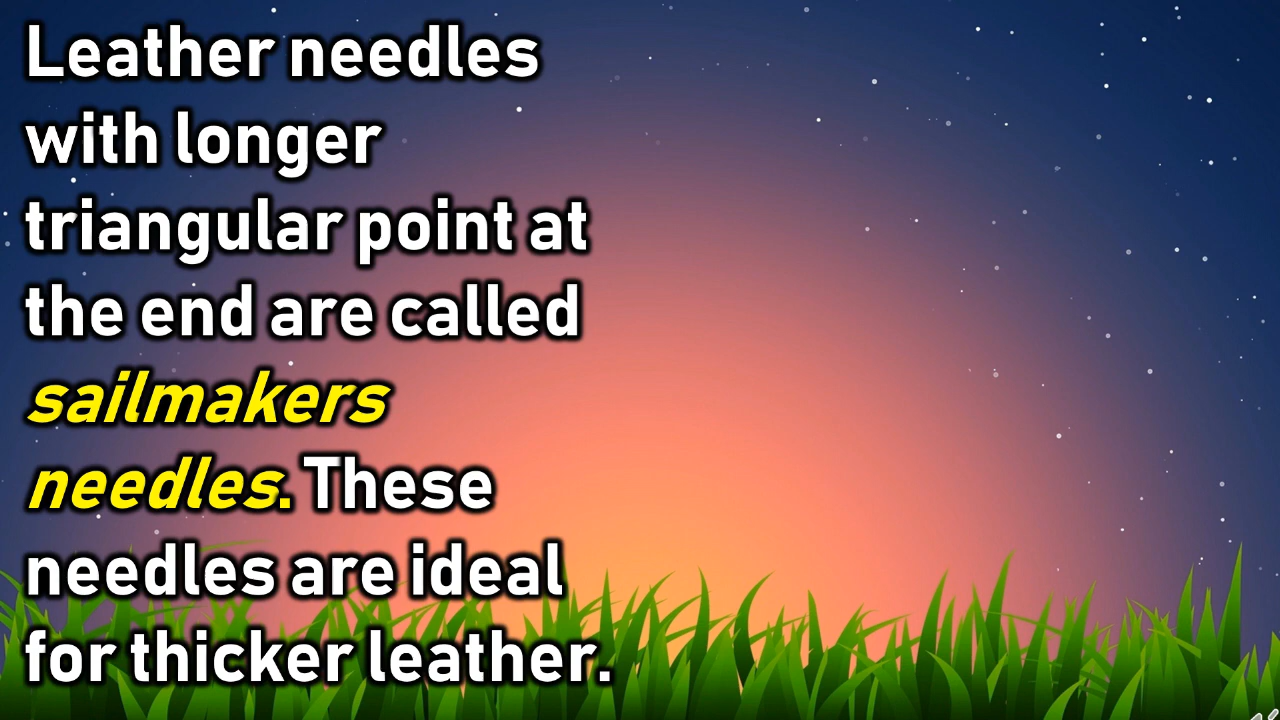 Leather needles
with longer
triangular point at
the end are called
sailmakers
needles. These
needles are ideal
for thicker leather.